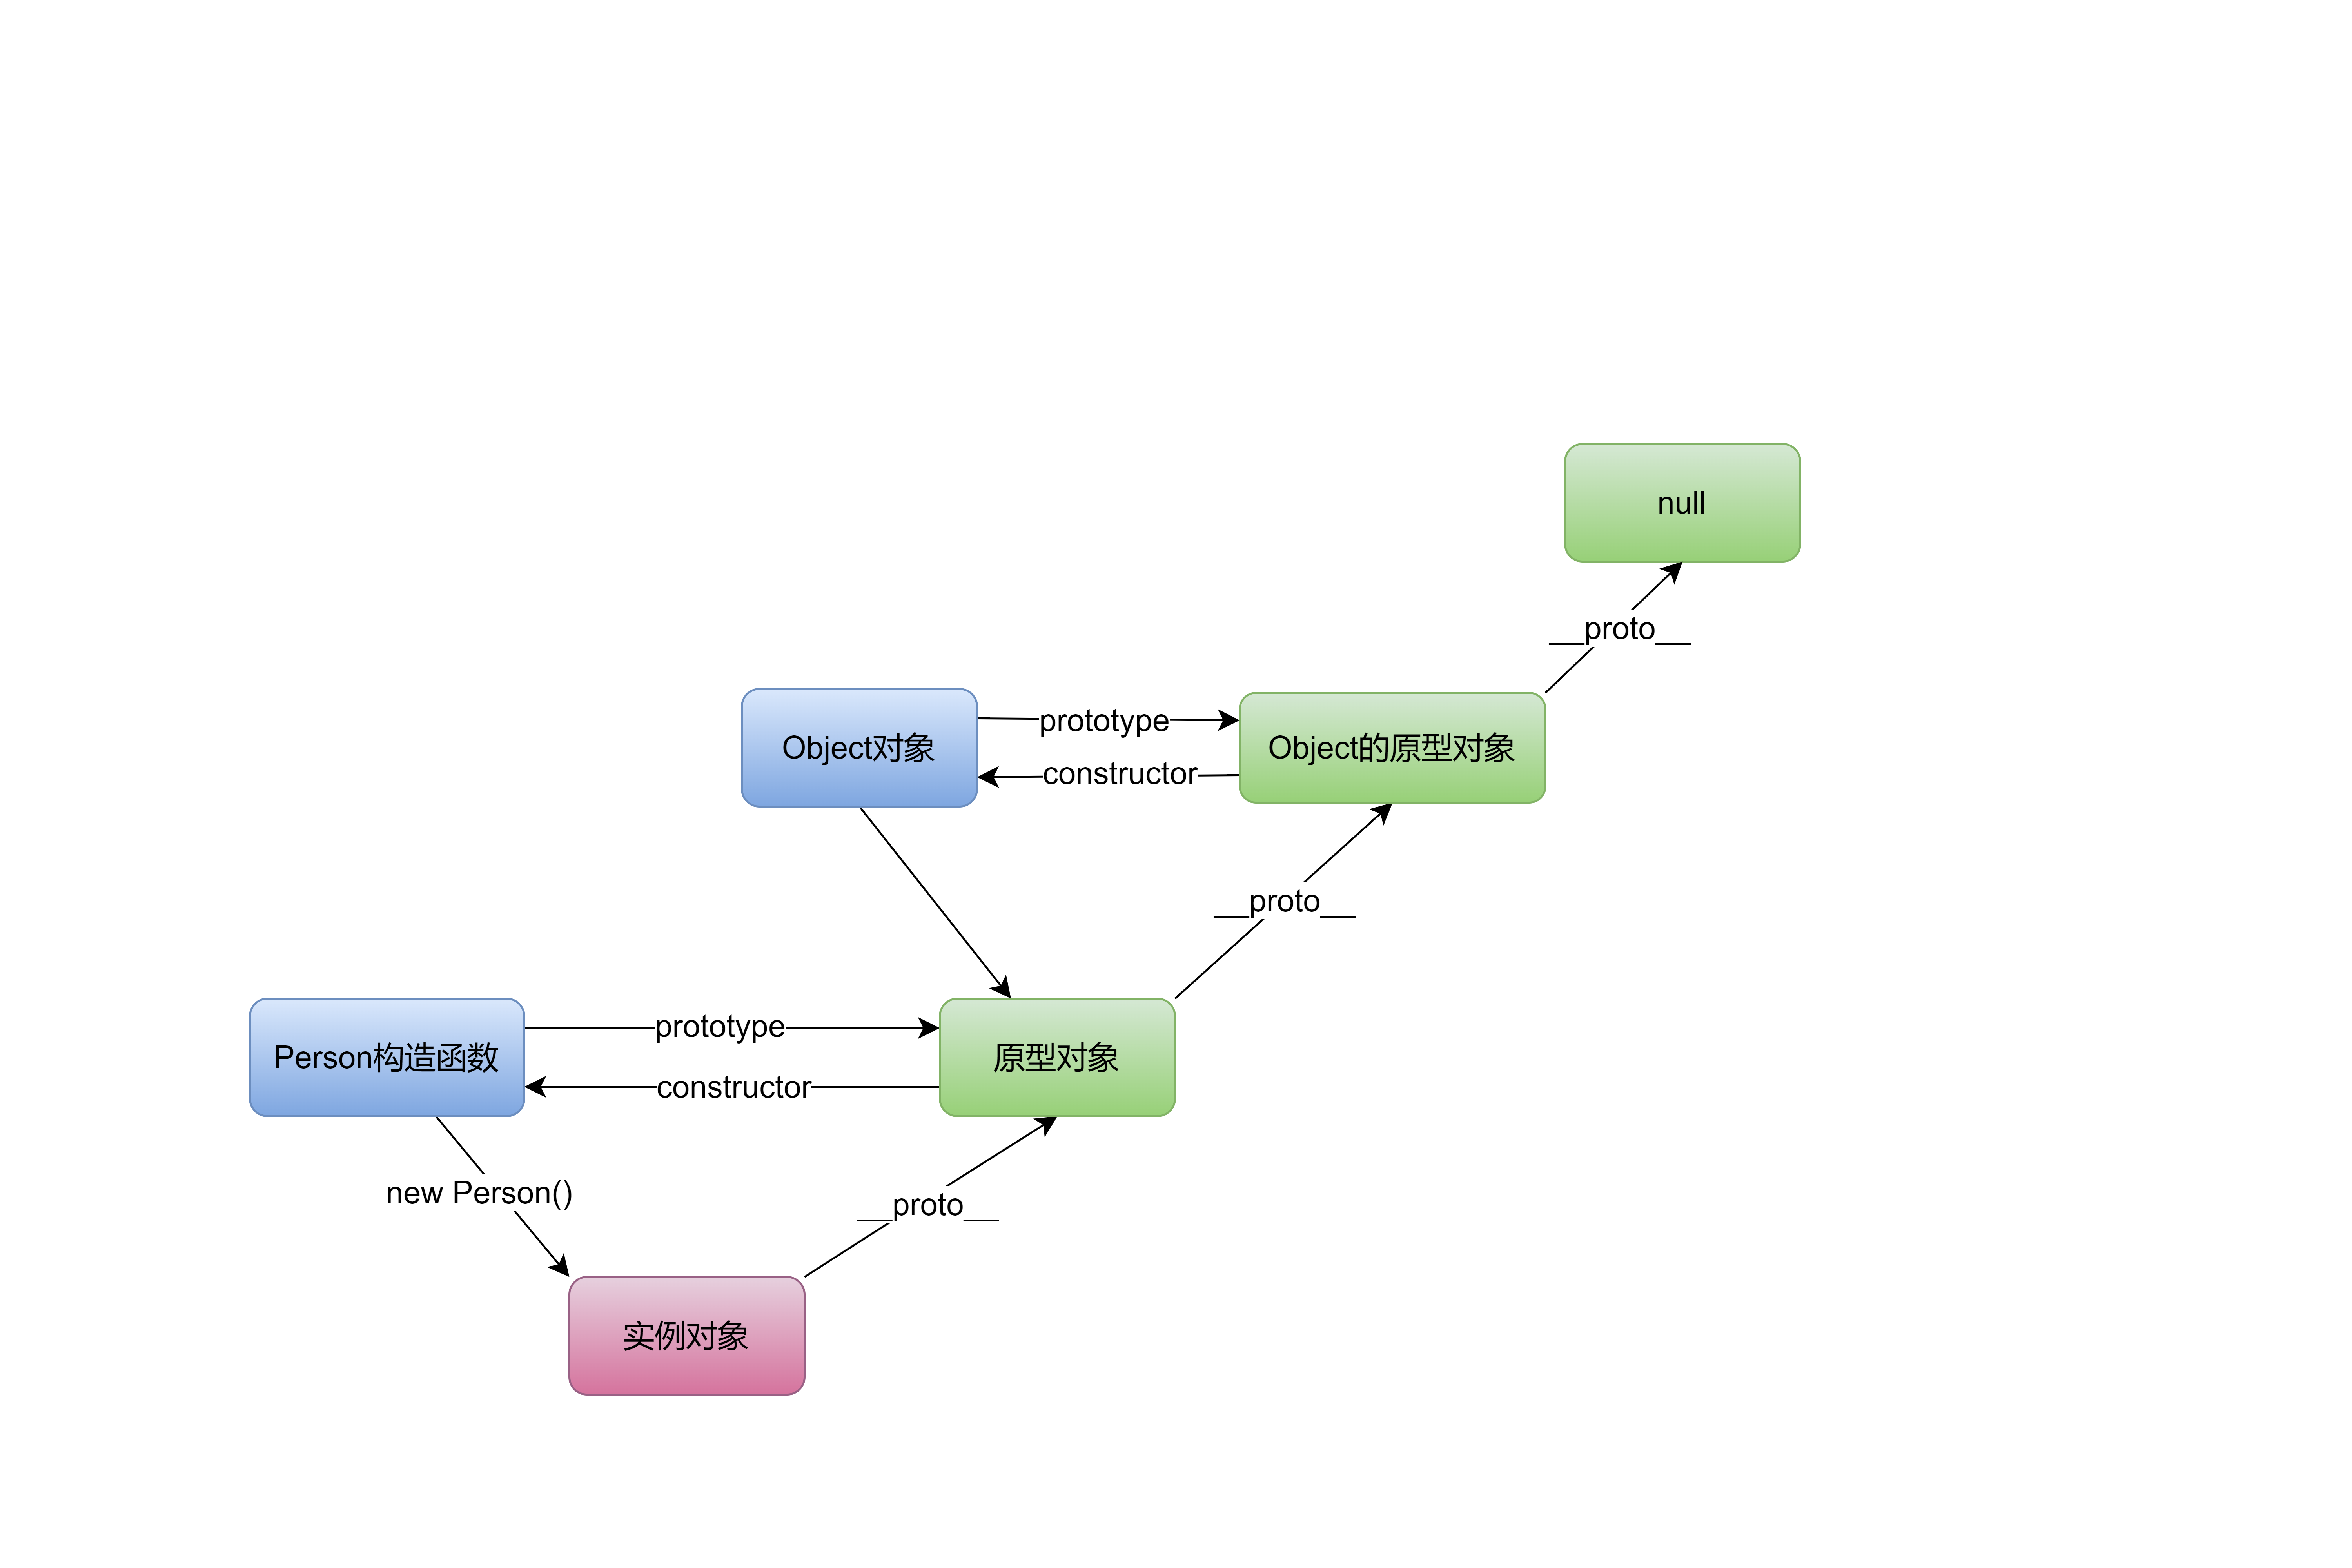 null
__proto__
Object对象
prototype
constructor
Object的原型对象
__proto__
Person构造函数
prototype
constructor
原型对象
new Person()
__proto__
实例对象